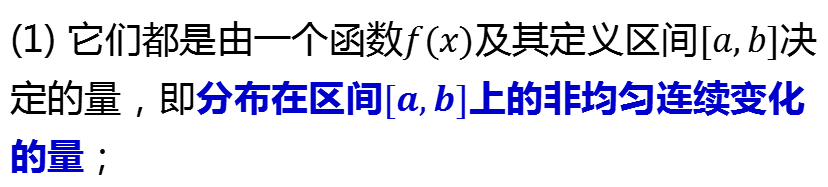 (1) 它们都是由一个函数f(x)及其定义区间[a, b]决
定的量，即分布在区间[a, b]上的非均匀连续变化
的量；